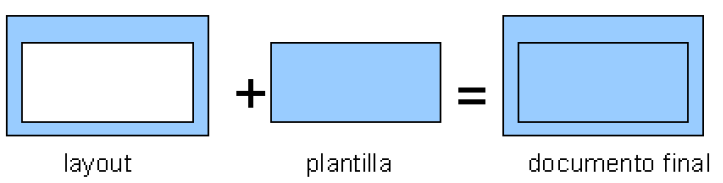 + =
layout plantilla documento final